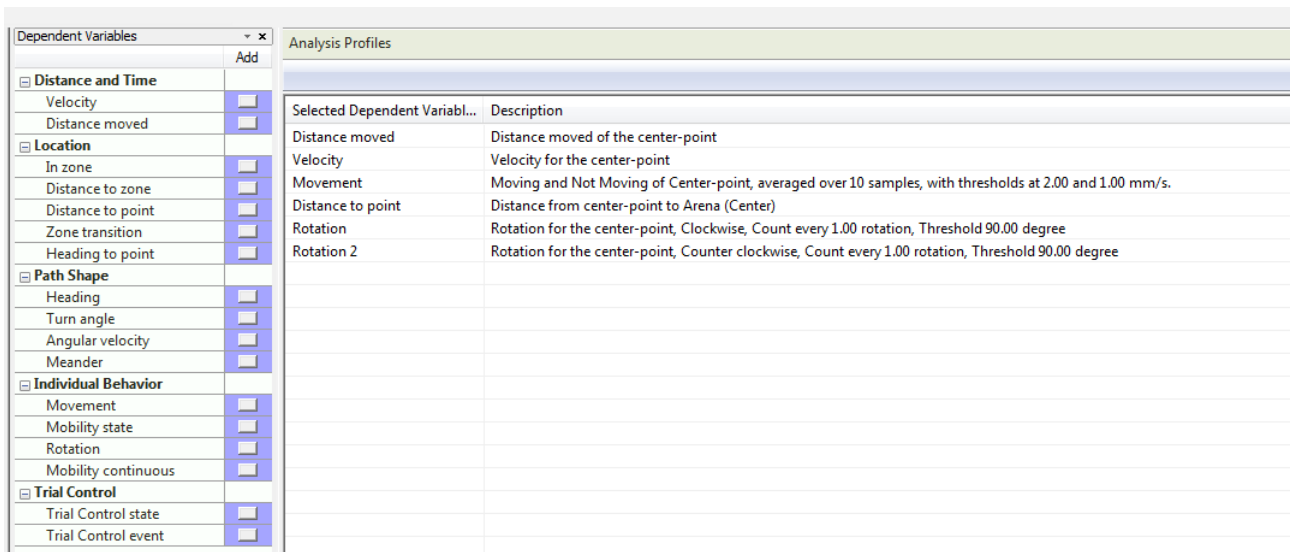 Dependent Variables
Add
Distance and Time
Velocity
Distance moved
Location
In zone
Distance to zone
Distance to point
Zone transition
Heading to point
Path Shape
Heading
Turn angle
Angular velocity
Meander
Individual Behavior
Movement
Mobility state
Rotation
Mobility continuous
Trial Control
Trial Control state
Trial Control event
Analysis Profiles
Selected Dependent Variabl... Description
Distance moved Distance moved of the center-point
Velocity Velocity for the center-point
Movement Moving and Not Moving of Center-point, averaged over 10 samples, with thresholds at 2.00 and 1.00 mm/s.
Distance to point Distance from center-point to Arena (Center)
Rotation Rotation for the center-point, Clockwise, Count every 1.00 rotation, Threshold 90.00 degree
Rotation 2 Rotation for the center-point, Counter clockwise, Count every 1.00 rotation, Threshold 90.00 degree